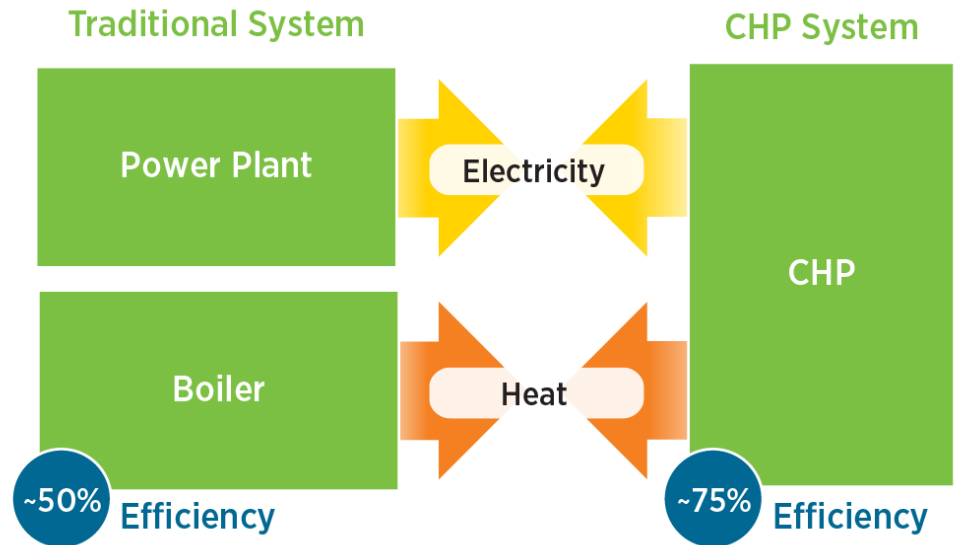 Traditional System
CHP System
Power Plant
Electricity
CHP
Boiler
Heat
~50% Efficiency
~75% Efficiency